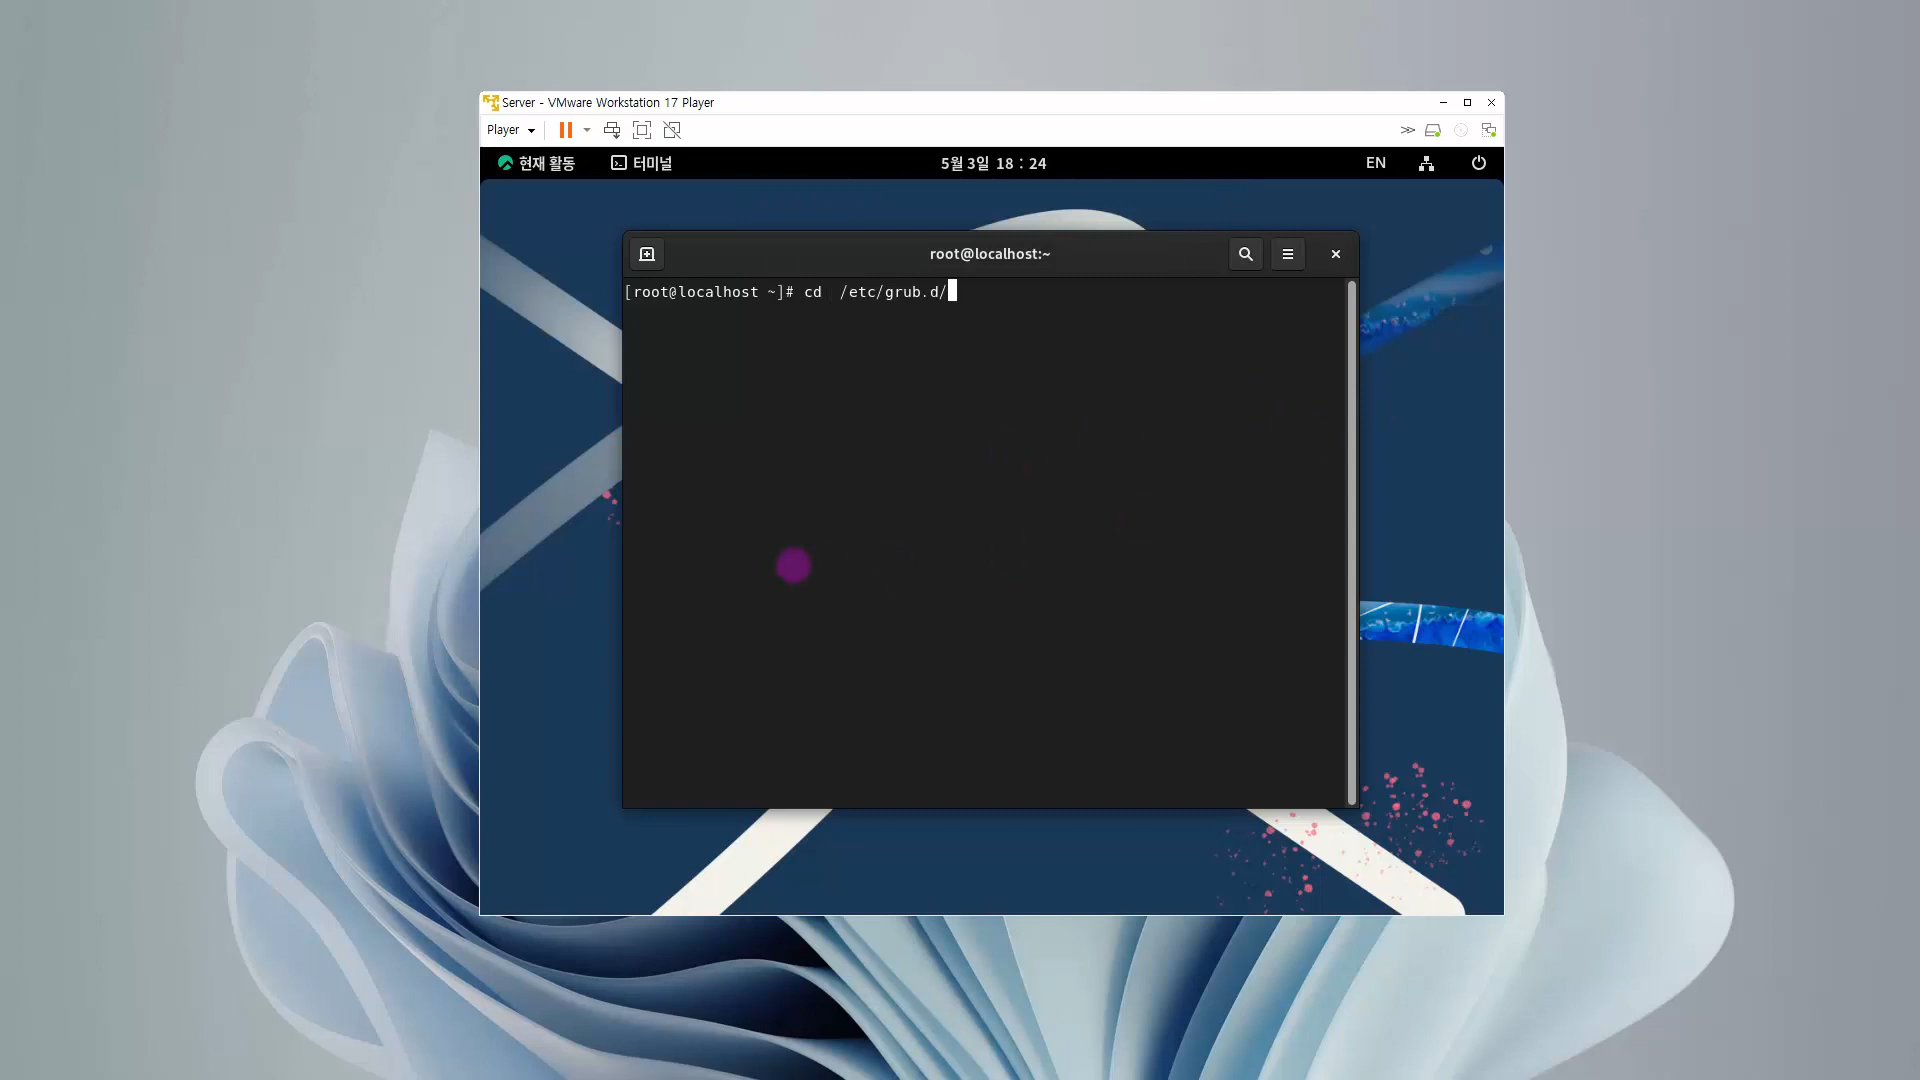 Server - VMware Workstation 17 Player
Player
현재 활동 터미널 5월 3일 18 : 24 EN
root@localhost:~
[root@localhost ~]# cd  /etc/grub.d/